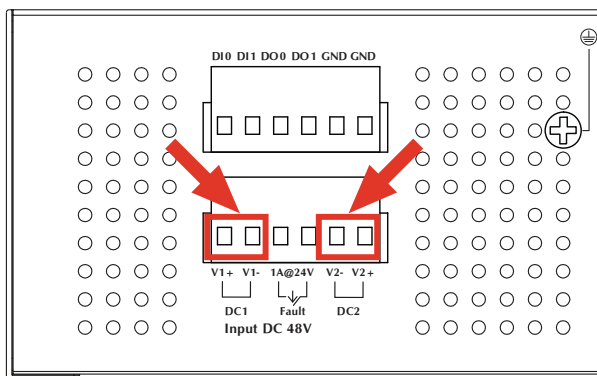 DI0 DI1 DO0 DO1 GND GND
V1+ V1- 1A@24V V2- V2+
DC1 Fault DC2
Input DC 48V